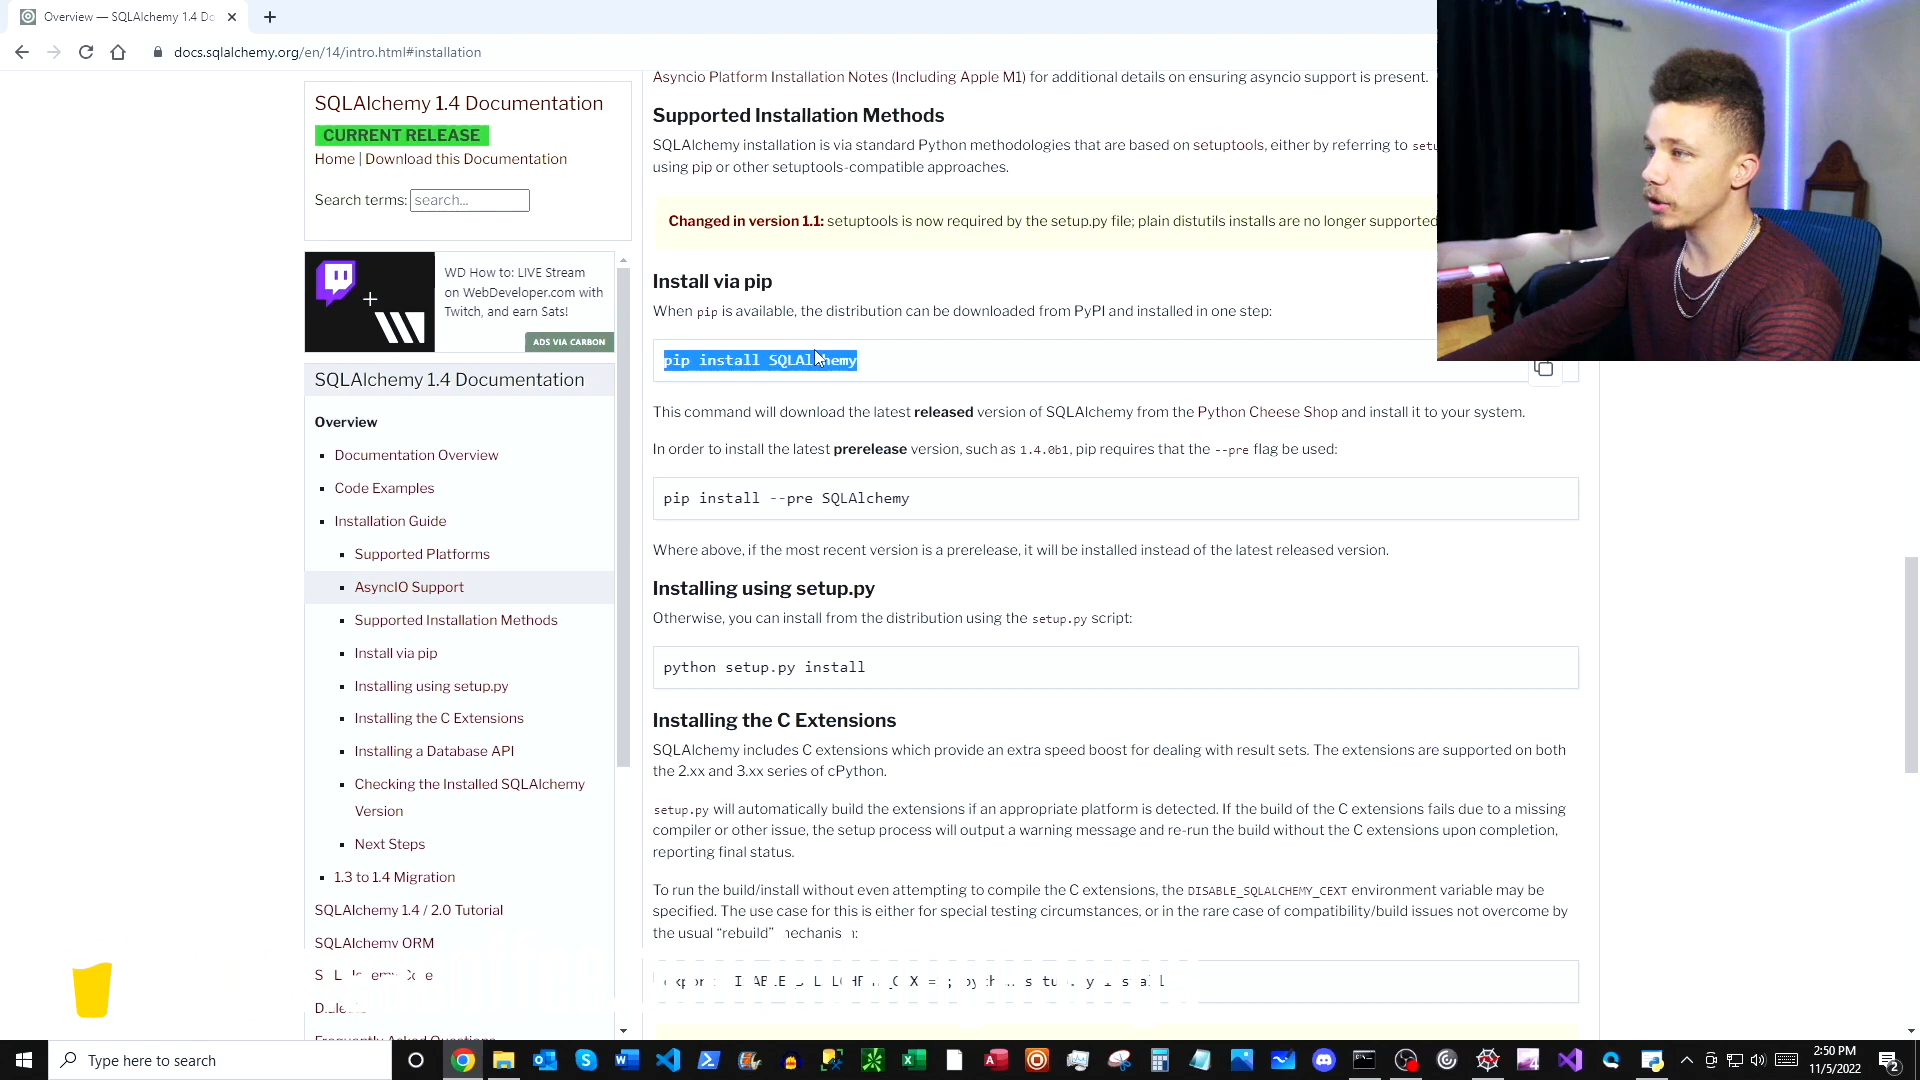 Overview — SQLAlchemy 1.4 Do
docs.sqlalchemy.org/en/14/intro.html#installation
SQLAlchemy 1.4 Documentation
CURRENT RELEASE
Home | Download this Documentation
Search terms: search...
WD How to: LIVE Stream
on WebDeveloper.com with
Twitch, and earn Sats!
ADS VIA CARBON
SQLAlchemy 1.4 Documentation
Overview
Documentation Overview
Code Examples
Installation Guide
Supported Platforms
AsyncIO Support
Supported Installation Methods
Install via pip
Installing using setup.py
Installing the C Extensions
Installing a Database API
Checking the Installed SQLAlchemy
Version
Next Steps
1.3 to 1.4 Migration
SQLAlchemy 1.4 / 2.0 Tutorial
SQLAlchemy ORM
Asyncio Platform Installation Notes (Including Apple M1) for additional details on ensuring asyncio support is present.
Supported Installation Methods
SQLAlchemy installation is via standard Python methodologies that are based on setuptools, either by referring to setu
using pip or other setuptools-compatible approaches.
Changed in version 1.1: setuptools is now required by the setup.py file; plain distutils installs are no longer supported
Install via pip
When pip is available, the distribution can be downloaded from PyPI and installed in one step:
pip install SQLAlchemy
This command will download the latest released version of SQLAlchemy from the Python Cheese Shop and install it to your system.
In order to install the latest prerelease version, such as 1.4.0b1, pip requires that the --pre flag be used:
pip install --pre SQLAlchemy
Where above, if the most recent version is a prerelease, it will be installed instead of the latest released version.
Installing using setup.py
Otherwise, you can install from the distribution using the setup.py script:
python setup.py install
Installing the C Extensions
SQLAlchemy includes C extensions which provide an extra speed boost for dealing with result sets. The extensions are supported on both
the 2.xx and 3.xx series of cPython.
setup.py will automatically build the extensions if an appropriate platform is detected. If the build of the C extensions fails due to a missing
compiler or other issue, the setup process will output a warning message and re-run the build without the C extensions upon completion,
reporting final status.
To run the build/install without even attempting to compile the C extensions, the DISABLE_SQLALCHEMY_CEXT environment variable may be
specified. The use case for this is either for special testing circumstances, or in the rare case of compatibility/build issues not overcome by
the usual “rebuild”
Type here to search
2:50 PM
11/5/2022
2